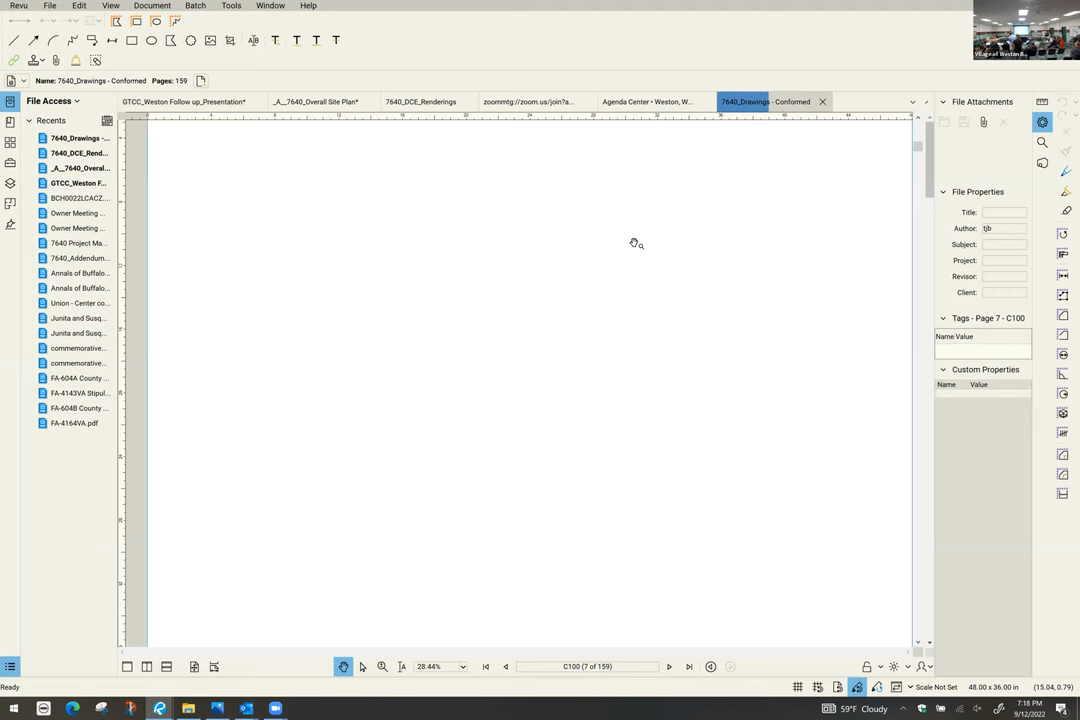 Revu File Edit View Document Batch Tools Window Help
Village of Weston B...
Name: 7640_Drawings - Conformed Pages: 159
File Access
GTCC_Weston Follow up_Presentation* _A__7640_Overall Site Plan* 7640_DCE_Renderings zoommtg://zoom.us/join?a... Agenda Center • Weston, W... 7640_Drawings - Conformed
File Attachments
Recents
7640_Drawings -...
7640_DCE_Rend...
_A__7640_Overal...
GTCC_Weston F...
BCH0022LCACZ....
Owner Meeting ...
Owner Meeting ...
7640 Project Ma...
7640_Addendum...
Annals of Buffalo...
Annals of Buffalo...
Union - Center co...
Junita and Susq...
Junita and Susq...
commemorative...
commemorative...
FA-604A County ...
FA-4143VA Stipul...
FA-604B County ...
FA-4164VA.pdf
File Properties
Title:
Author: tjb
Subject:
Project:
Revisor:
Client:
Tags - Page 7 - C100
Name Value
Custom Properties
Name Value
28.44% C100 (7 of 159)
Ready
Scale Not Set 48.00 x 36.00 in (15.04, 0.79)
59°F Cloudy
7:18 PM
9/12/2022
4